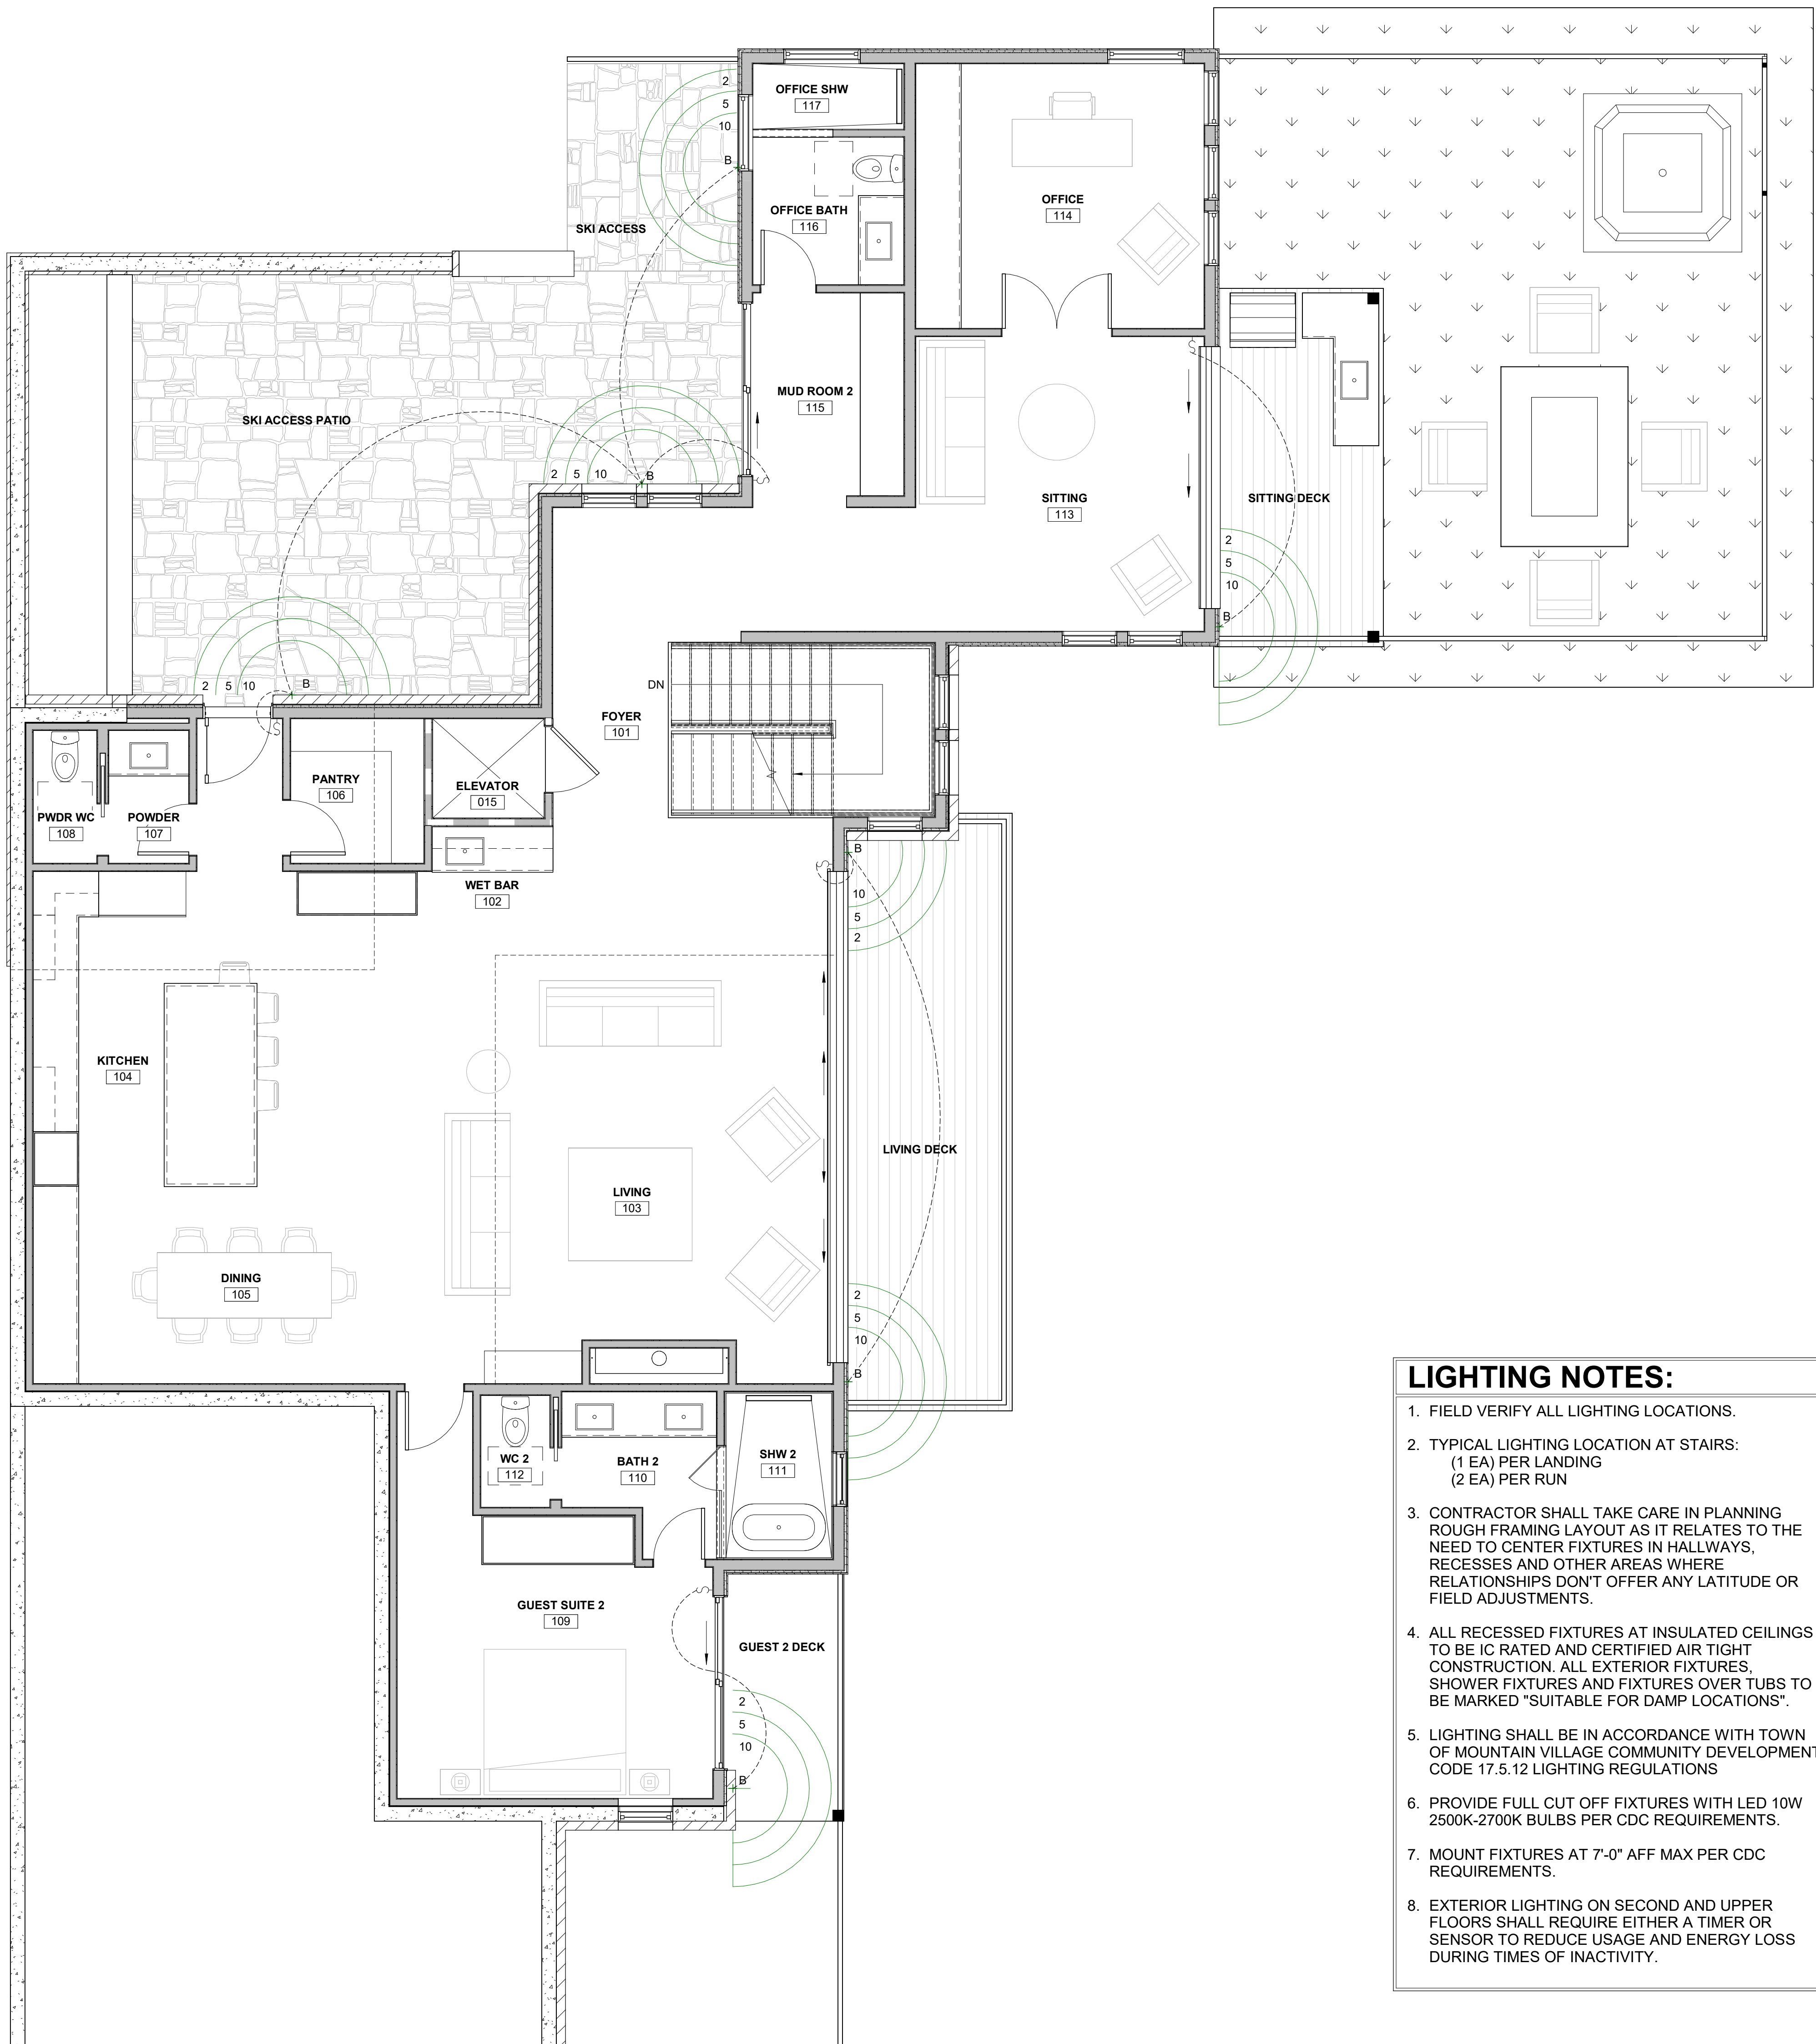 2
5
10
B
OFFICE SHW
117
OFFICE BATH
116
OFFICE
114
SKI ACCESS
MUD ROOM 2
115
SKI ACCESS PATIO
2 5 10 B
S
S
SITTING
113
SITTING DECK
2
5
10
B
2 5 10 B
S
DN
FOYER
101
PWDR WC
108
POWDER
107
PANTRY
106
ELEVATOR
015
WET BAR
102
S
B
10
5
2
KITCHEN
104
LIVING DECK
LIVING
103
DINING
105
2
5
10
B
WC 2
112
BATH 2
110
SHW 2
111
S
GUEST SUITE 2
109
GUEST 2 DECK
2
5
10
B
LIGHTING NOTES:
1. FIELD VERIFY ALL LIGHTING LOCATIONS.
2. TYPICAL LIGHTING LOCATION AT STAIRS:
(1 EA) PER LANDING
(2 EA) PER RUN
3. CONTRACTOR SHALL TAKE CARE IN PLANNING
ROUGH FRAMING LAYOUT AS IT RELATES TO THE
NEED TO CENTER FIXTURES IN HALLWAYS,
RECESSES AND OTHER AREAS WHERE
RELATIONSHIPS DON'T OFFER ANY LATITUDE OR
FIELD ADJUSTMENTS.
4. ALL RECESSED FIXTURES AT INSULATED CEILINGS
TO BE IC RATED AND CERTIFIED AIR TIGHT
CONSTRUCTION. ALL EXTERIOR FIXTURES,
SHOWER FIXTURES AND FIXTURES OVER TUBS TO
BE MARKED "SUITABLE FOR DAMP LOCATIONS".
5. LIGHTING SHALL BE IN ACCORDANCE WITH TOWN
OF MOUNTAIN VILLAGE COMMUNITY DEVELOPMENT
CODE 17.5.12 LIGHTING REGULATIONS
6. PROVIDE FULL CUT OFF FIXTURES WITH LED 10W
2500K-2700K BULBS PER CDC REQUIREMENTS.
7. MOUNT FIXTURES AT 7'-0" AFF MAX PER CDC
REQUIREMENTS.
8. EXTERIOR LIGHTING ON SECOND AND UPPER
FLOORS SHALL REQUIRE EITHER A TIMER OR
SENSOR TO REDUCE USAGE AND ENERGY LOSS
DURING TIMES OF INACTIVITY.